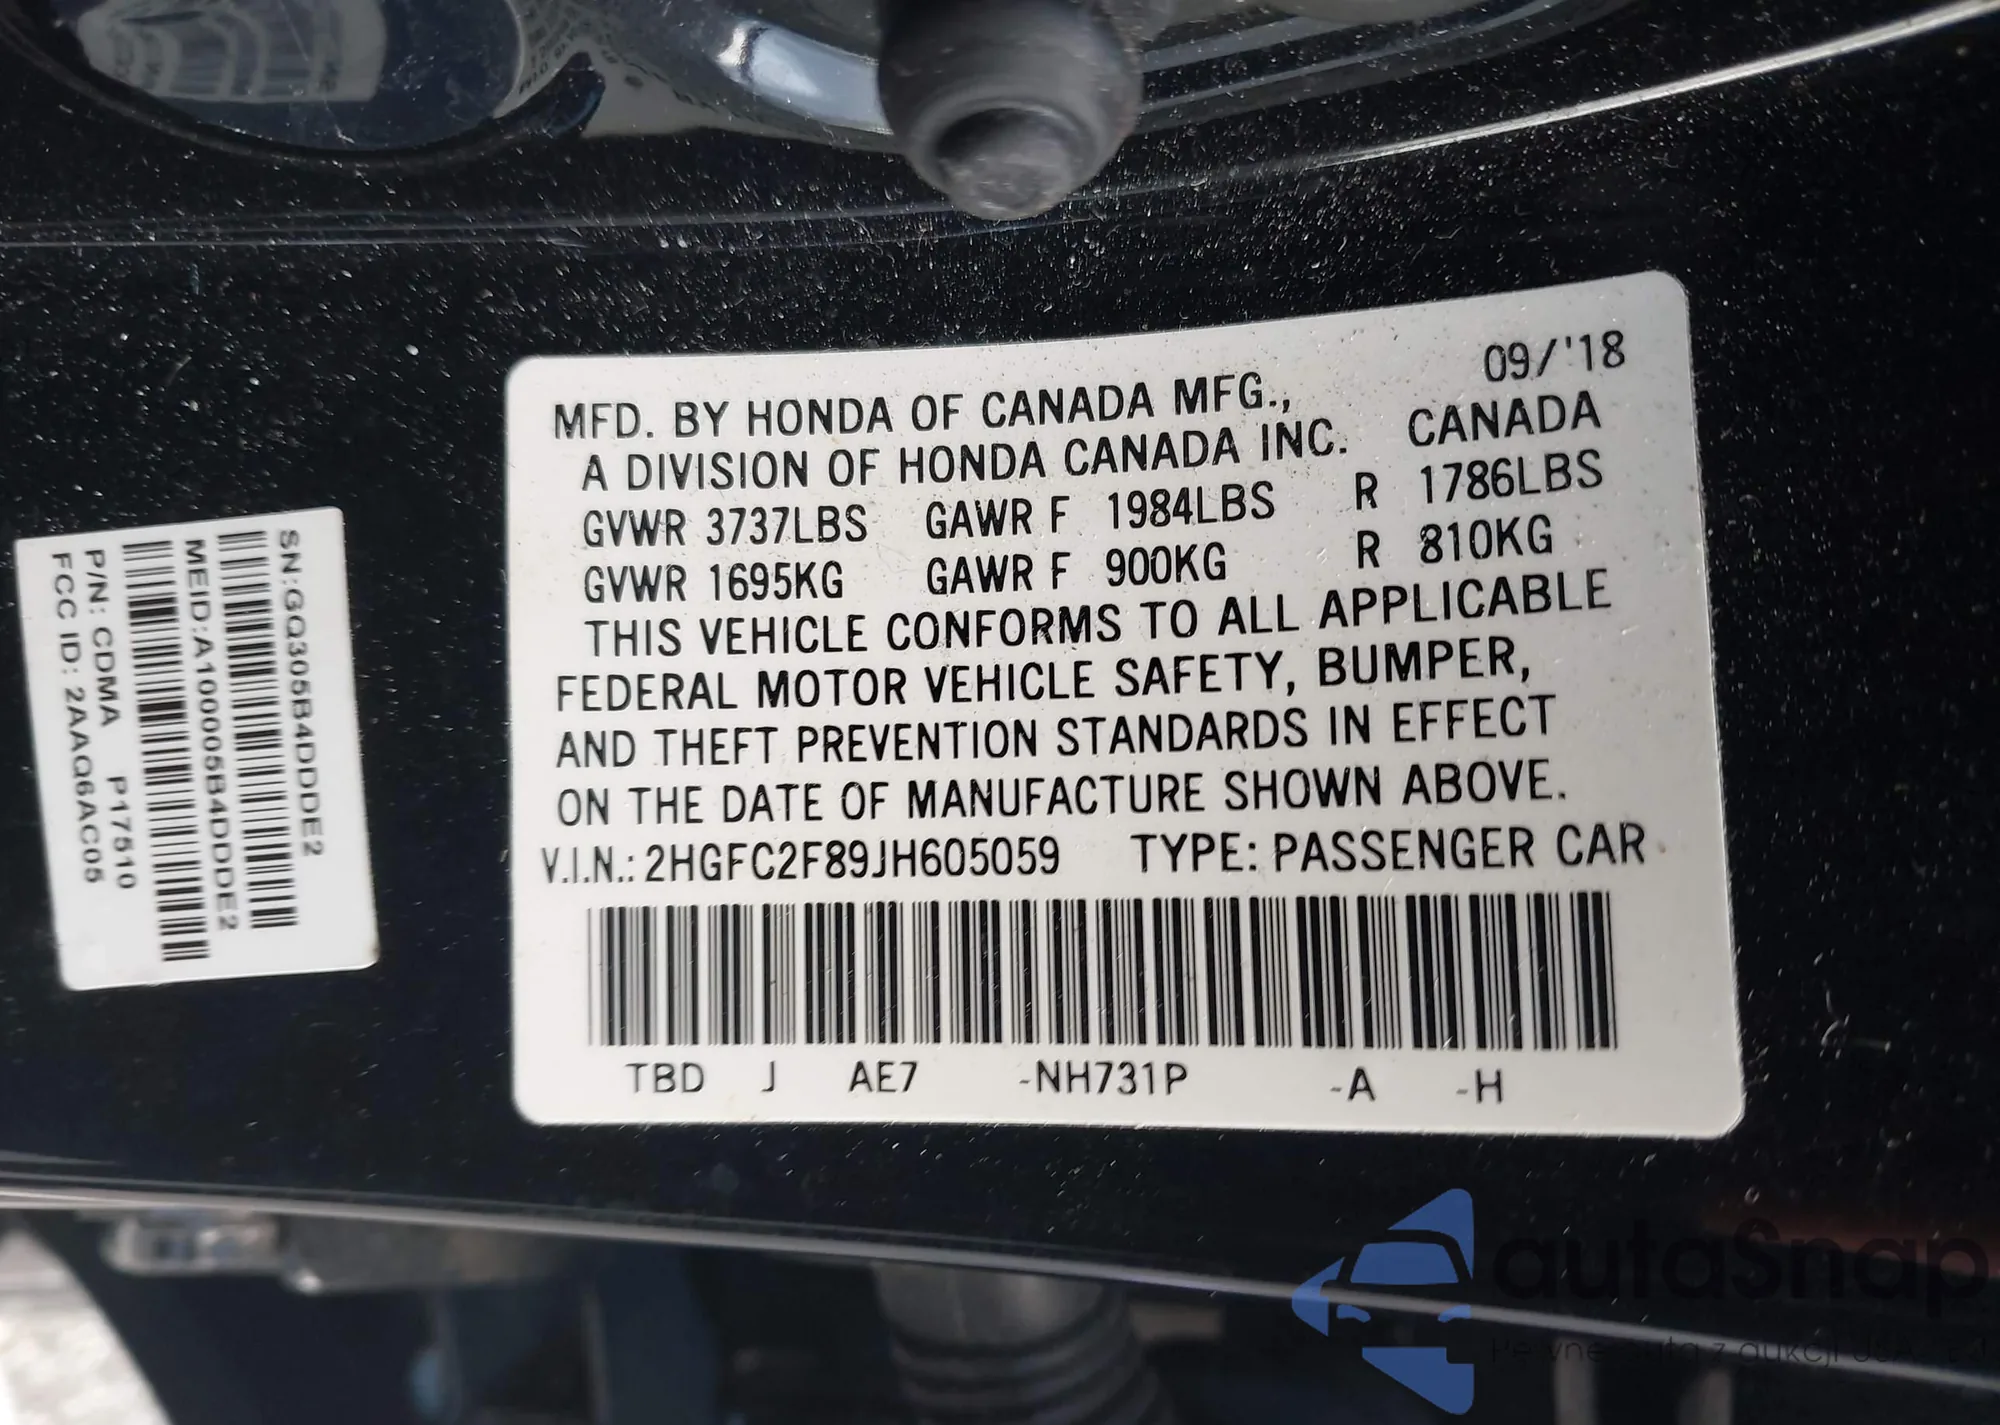 09/'18
MFD. BY HONDA OF CANADA MFG.,
A DIVISION OF HONDA CANADA INC. CANADA
GVWR 3737LBS GAWR F 1984LBS R 1786LBS
GVWR 1695KG GAWR F 900KG R 810KG
THIS VEHICLE CONFORMS TO ALL APPLICABLE
FEDERAL MOTOR VEHICLE SAFETY, BUMPER,
AND THEFT PREVENTION STANDARDS IN EFFECT
ON THE DATE OF MANUFACTURE SHOWN ABOVE.
V.I.N.: 2HGFC2F89JH605059 TYPE: PASSENGER CAR
TBD J AE7 -NH731P -A -H
SN:GQ305B4DDDE2
MEID:A100005B4DDDE2
P/N: CDMA P17510
FCC ID: 2AAQ6AC05
autoSnap